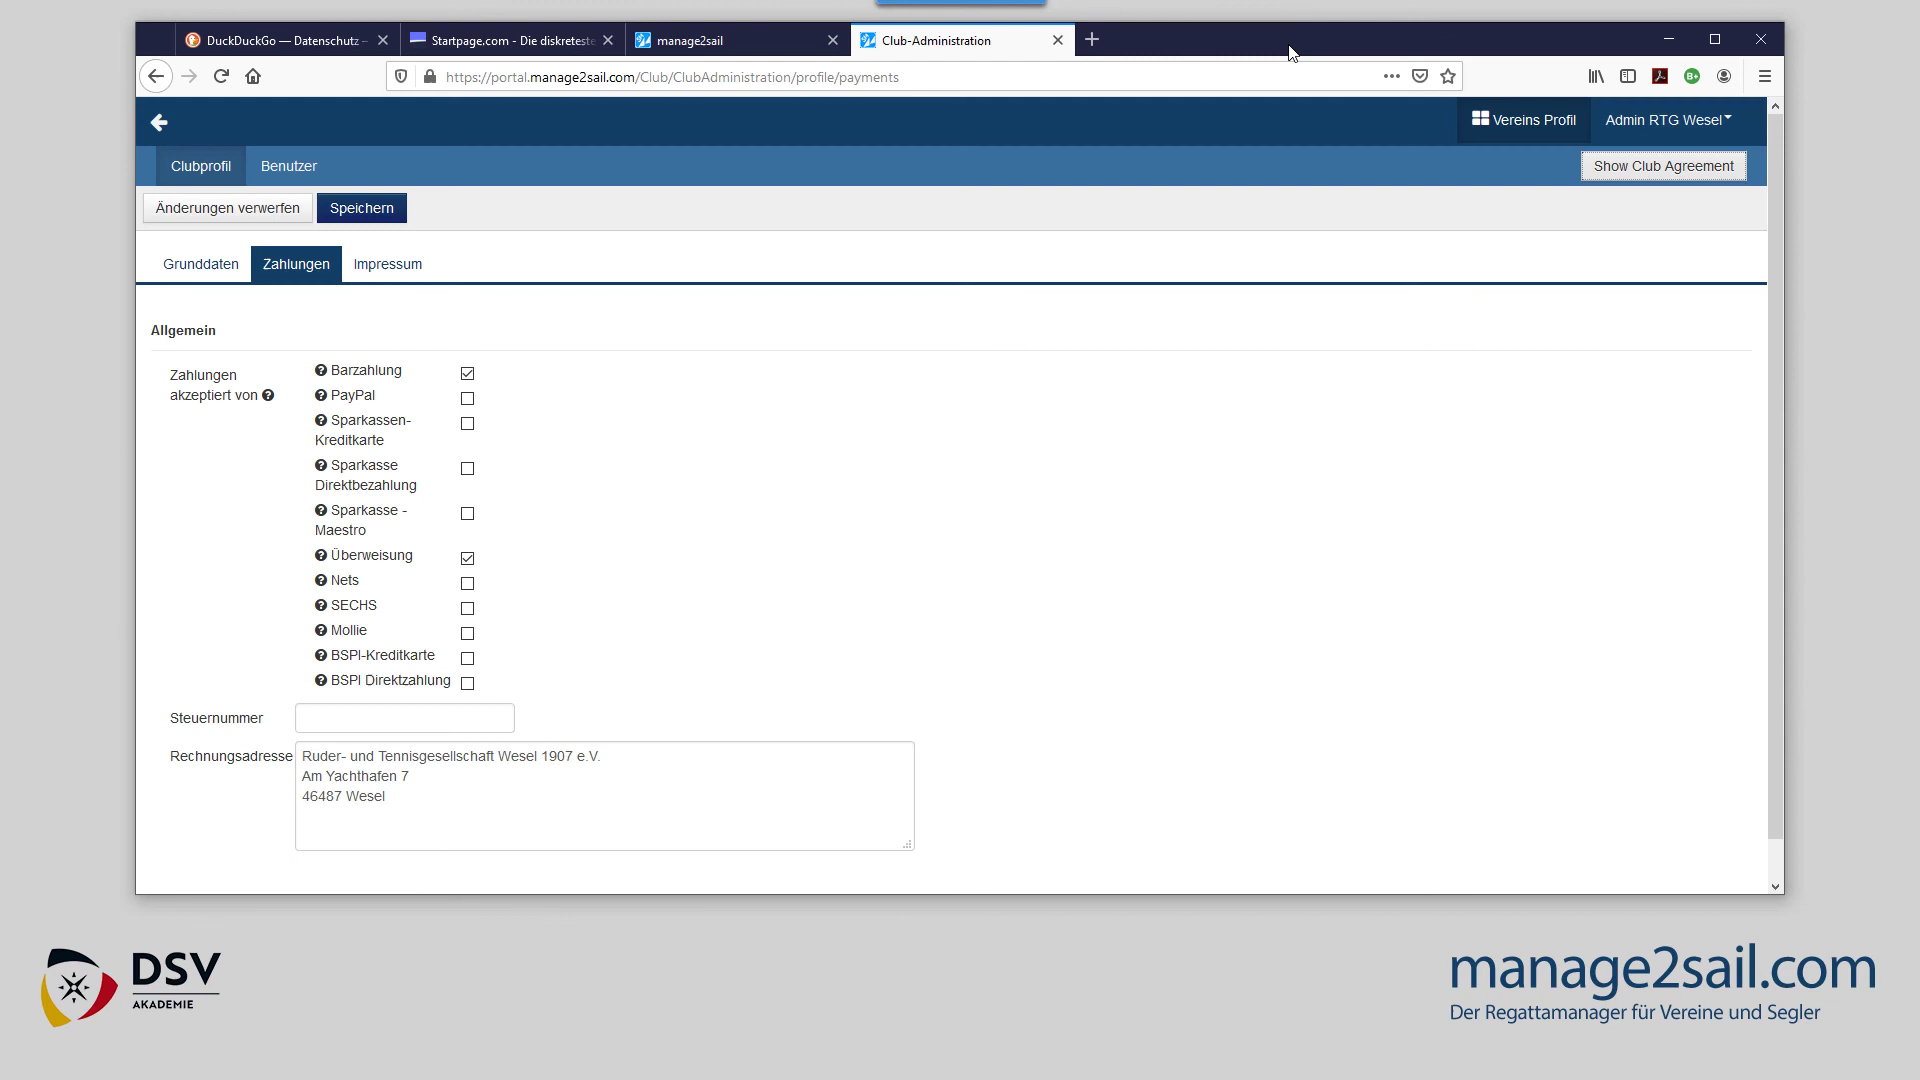 DuckDuckGo — Datenschutz –
Startpage.com - Die diskreteste
manage2sail
Club-Administration
https://portal.manage2sail.com/Club/ClubAdministration/profile/payments
Vereins Profil
Admin RTG Wesel
Clubprofil
Benutzer
Show Club Agreement
Änderungen verwerfen
Speichern
Grunddaten
Zahlungen
Impressum
Allgemein
Zahlungen
akzeptiert von
Barzahlung
PayPal
Sparkassen-
Kreditkarte
Sparkasse
Direktbezahlung
Sparkasse -
Maestro
Überweisung
Nets
SECHS
Mollie
BSPI-Kreditkarte
BSPI Direktzahlung
Steuernummer
Rechnungsadresse
Ruder- und Tennisgesellschaft Wesel 1907 e.V.
Am Yachthafen 7
46487 Wesel
DSV
AKADEMIE
manage2sail.com
Der Regattamanager für Vereine und Segler